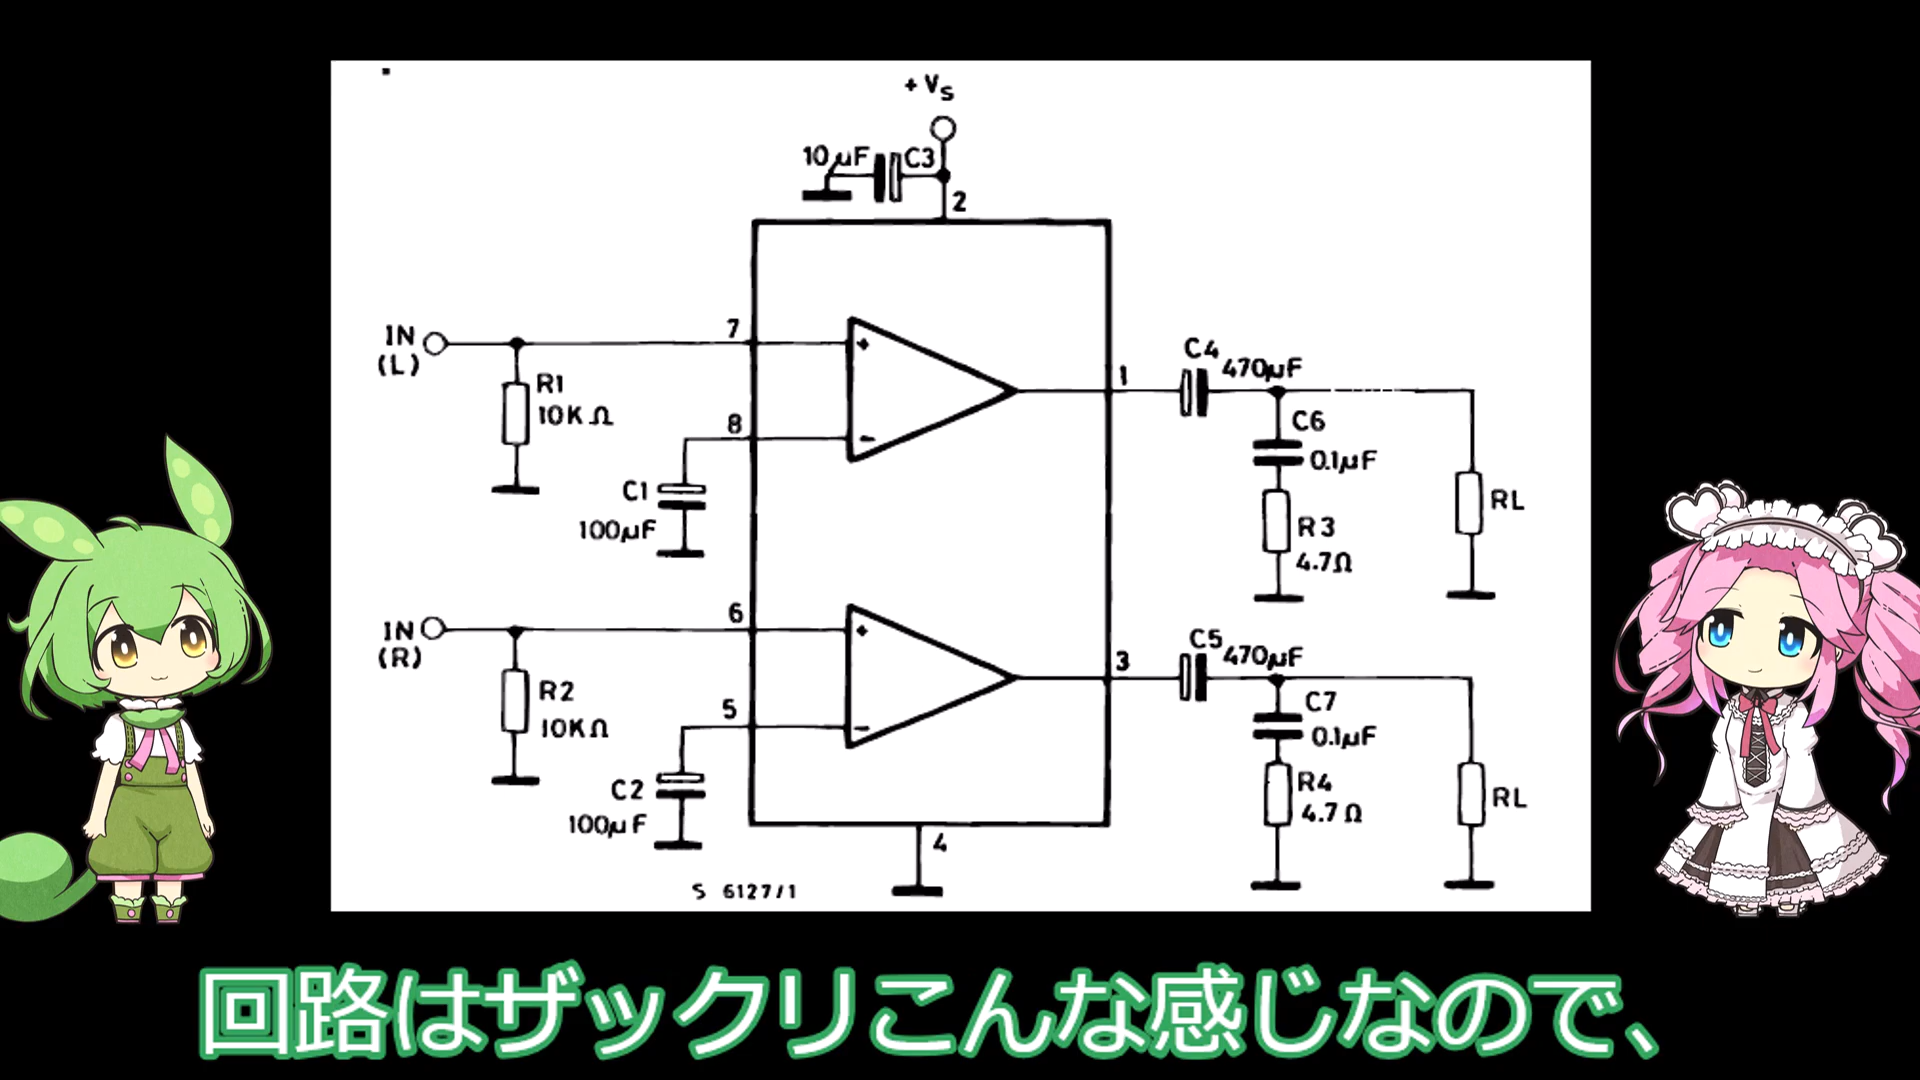 +Vs
10µF
C3
2
IN
(L)
7
R1
10KΩ
+
8
−
C1
100µF
1
C4
470µF
C6
0.1µF
R3
4.7Ω
RL
IN
(R)
6
R2
10KΩ
+
5
−
C2
100µF
3
C5
470µF
C7
0.1µF
R4
4.7Ω
RL
4
S 6127/1
回路はザックリこんな感じなので、